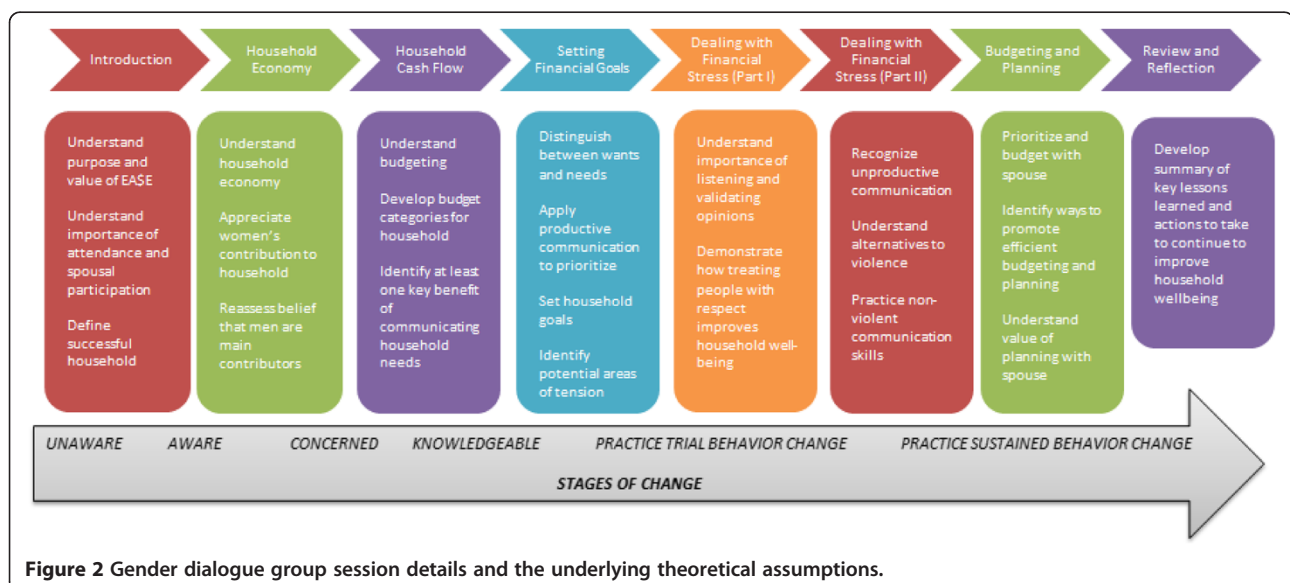 Introduction
Household
Economy
Household
Cash Flow
Setting
Financial Goals
Dealing with
Financial
Stress (Part I)
Dealing with
Financial
Stress (Part II)
Budgeting and
Planning
Review and
Reflection
Understand
purpose and
value of EA$E
Understand
importance of
attendance and
spousal
participation
Define
successful
household
Understand
household
economy
Appreciate
women's
contribution to
household
Reassess belief
that men are
main
contributors
Understand
budgeting
Develop budget
categories for
household
Identify at least
one key benefit
of
communicating
household
needs
Distinguish
between wants
and needs
Apply
productive
communication
to prioritize
Set household
goals
Identify
potential areas
of tension
Understand
importance of
listening and
validating
opinions
Demonstrate
how treating
people with
respect
improves
household well-
being
Recognize
unproductive
communication
Understand
alternatives to
violence
Practice non-
violent
communication
skills
Prioritize and
budget with
spouse
Identify ways to
promote
efficient
budgeting and
planning
Understand
value of
planning with
spouse
Develop
summary of
key lessons
learned and
actions to take
to continue to
improve
household
wellbeing
UNAWARE AWARE CONCERNED KNOWLEDGEABLE PRACTICE TRIAL BEHAVIOR CHANGE PRACTICE SUSTAINED BEHAVIOR CHANGE
STAGES OF CHANGE
Figure 2 Gender dialogue group session details and the underlying theoretical assumptions.